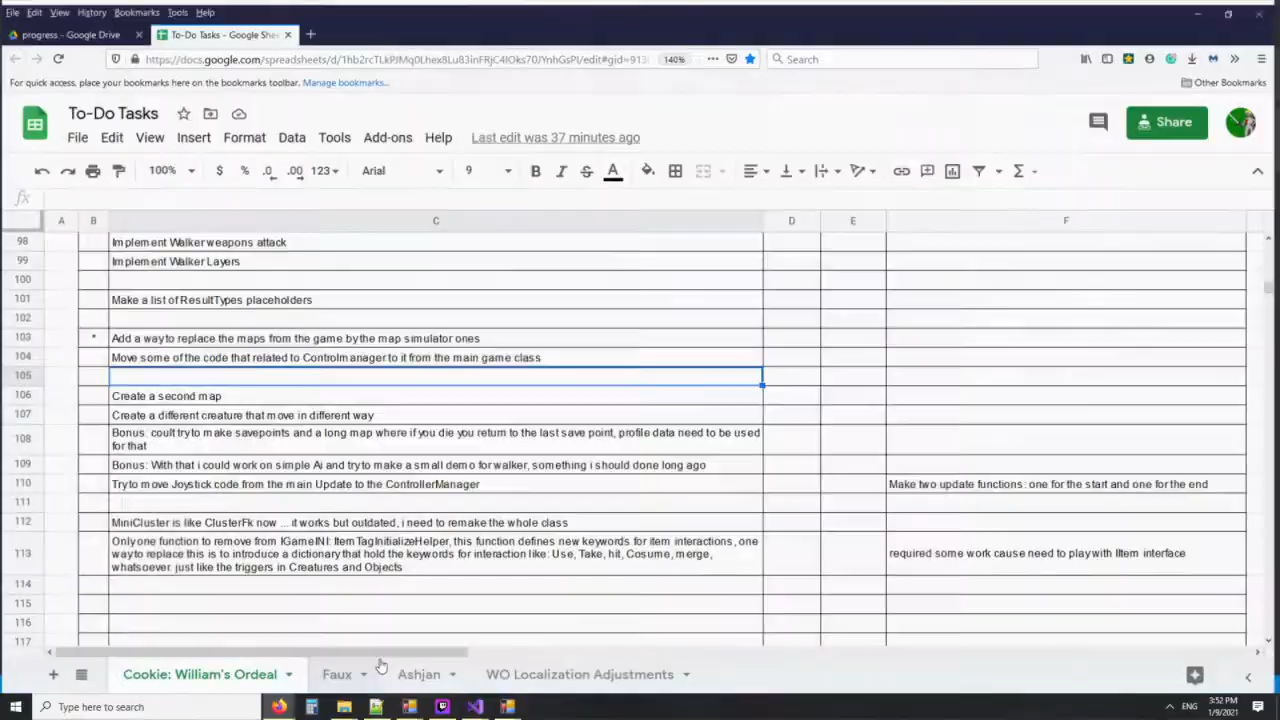 File Edit View History Bookmarks Tools Help
progress - Google Drive To-Do Tasks - Google Shee
140%
Search
For quick access, place your bookmarks here on the bookmarks toolbar. Manage bookmarks...
Other Bookmarks
To-Do Tasks
File Edit View Insert Format Data Tools Add-ons Help Last edit was 37 minutes ago
Share
100% $ % .0 .00 123 Arial 9 B I S A
fx
A B C D E F
98 Implement Walker weapons attack
99 Implement Walker Layers
100
101 Make a list of ResultTypes placeholders
102
103 * Add a way to replace the maps from the game by the map simulator ones
104 Move some of the code that related to Controlmanager to it from the main game class
105
106 Create a second map
107 Create a different creature that move in different way
108 Bonus: coult try to make savepoints and a long map where if you die you return to the last save point, profile data need to be used
for that
109 Bonus: With that i could work on simple Ai and try to make a small demo for walker, something i should done long ago
110 Try to move Joystick code from the main Update to the ControllerManager Make two update functions: one for the start and one for the end
111
112 MiniCluster is like ClusterFk now ... it works but outdated, i need to remake the whole class
Only one function to remove from IGameINI: ItemTagInitializeHelper, this function defines new keywords for item interactions, one
113 way to replace this is to introduce a dictionary that hold the keywords for interaction like: Use, Take, hit, Cosume, merge, required some work cause need to play with IItem interface
whatsoever. just like the triggers in Creatures and Objects
114
115
116
117
Cookie: William's Ordeal Faux Ashjan WO Localization Adjustments
Type here to search
ENG
3:52 PM
1/9/2021